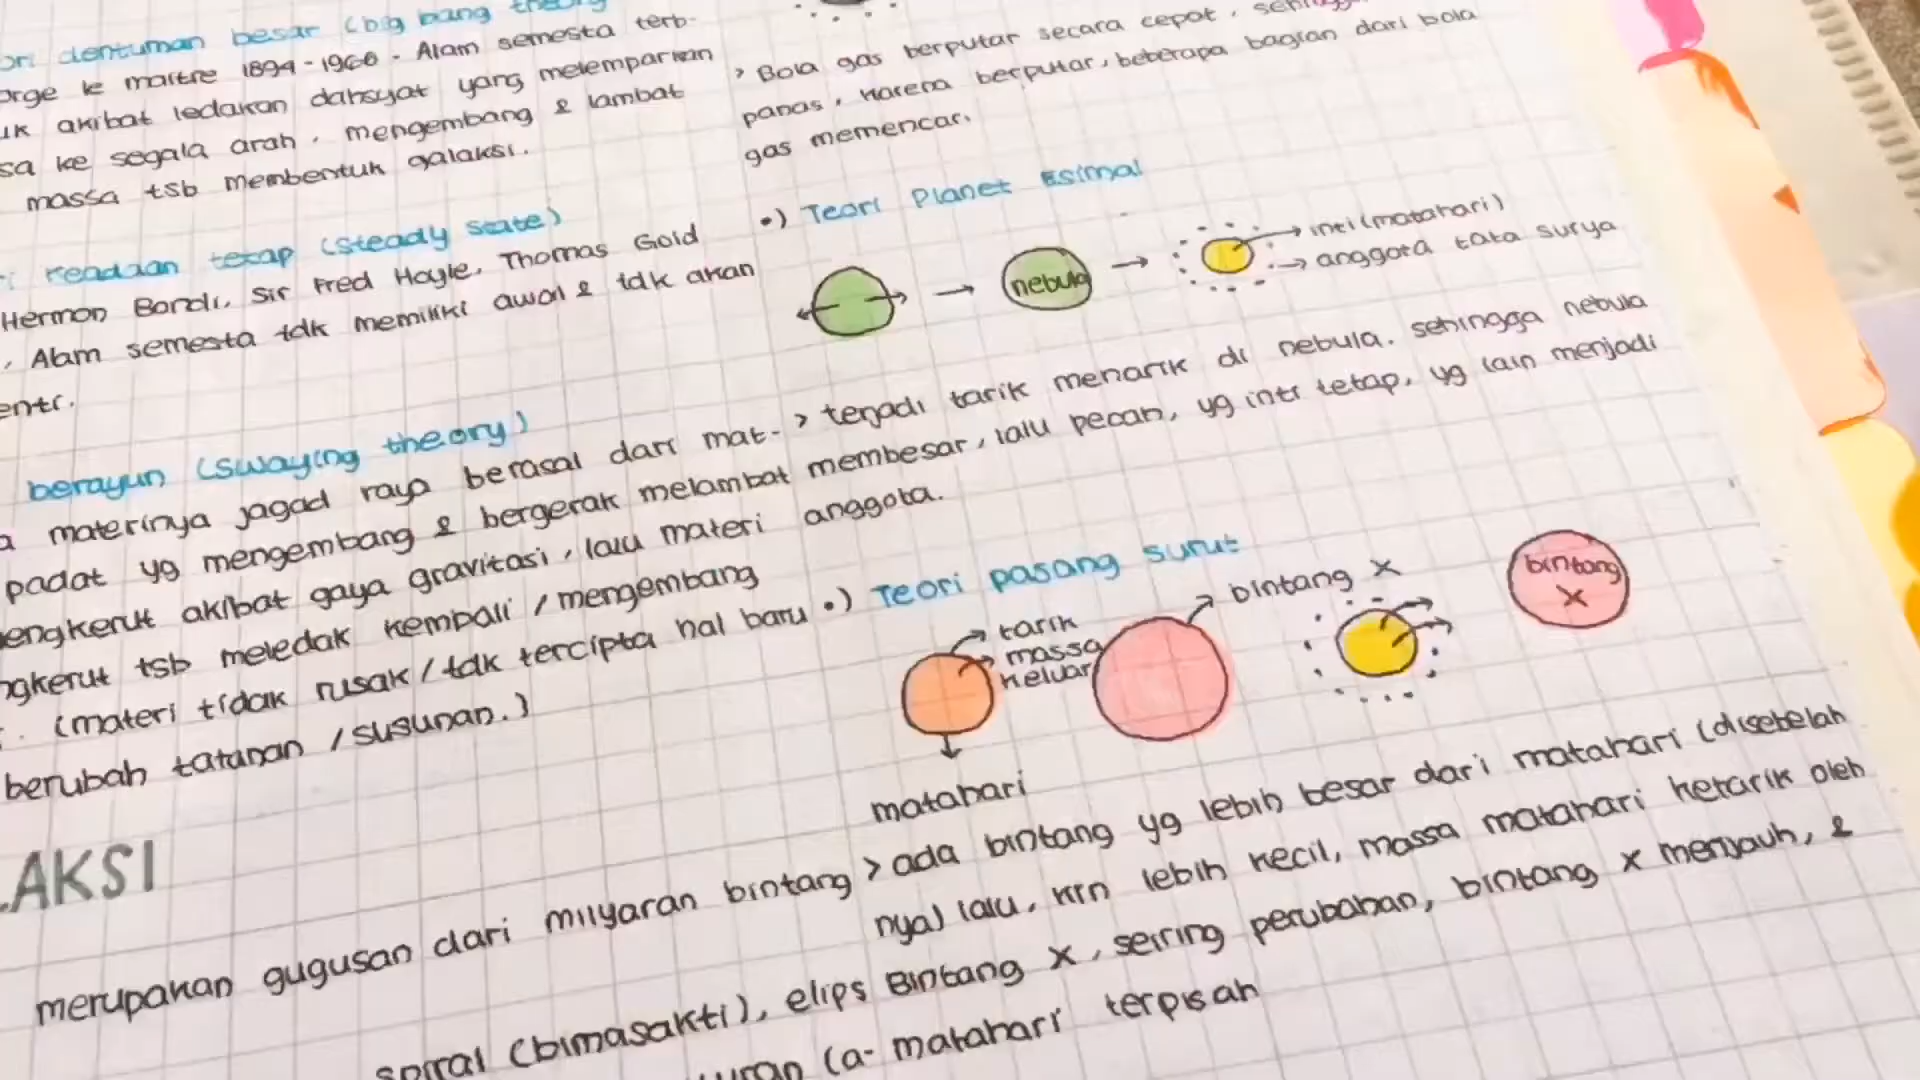 dentuman besar (big bang theory
le maitre 1894-1960 - Alam semesta terb-
akibat ledakan dahsyat yang melemparkan
sa ke segala arah, mengembang & lambat
massa tsb membentuk galaksi.
keadaan tetap (steady state)
Hermon Bondi, Sir Fred Hoyle, Thomas Gold
, Alam semesta tdk memiliki awal & tdk akan
entr.
berayun (swaying theory)
a materinya jagad raya berasal dari mat-
padat yg mengembang & bergerak melambat
engkerut akibat gaya gravitasi, lalu materi
ngkerut tsb meledak kempali / mengembang
. (materi tidak rusak / tdk tercipta hal baru
berubah tatanan / susunan.)
AKSI
merupakan gugusan dari milyaran bintang
spiral (bimasakti), elips
(a-
> Bola gas berputar secara cepat,
panas, karena berputar, beberapa bagian dari bola
gas memencar.
•) Teori Planet Esimal
nebula
inti (matahari)
anggota tata surya
> terjadi tarik menarik di nebula. sehingga nebula
membesar, lalu pecah, yg inti tetap, yg lain menjadi
anggota.
•) Teori pasang surut
tarik
massa
keluar
bintang x
bintang
x
matahari
> ada bintang yg lebih besar dari matahari (disebelah
nya) lalu, krn lebih kecil, massa matahari ketarik oleh
Bintang x, seiring perubahan, bintang x menjauh, &
matahari terpisah